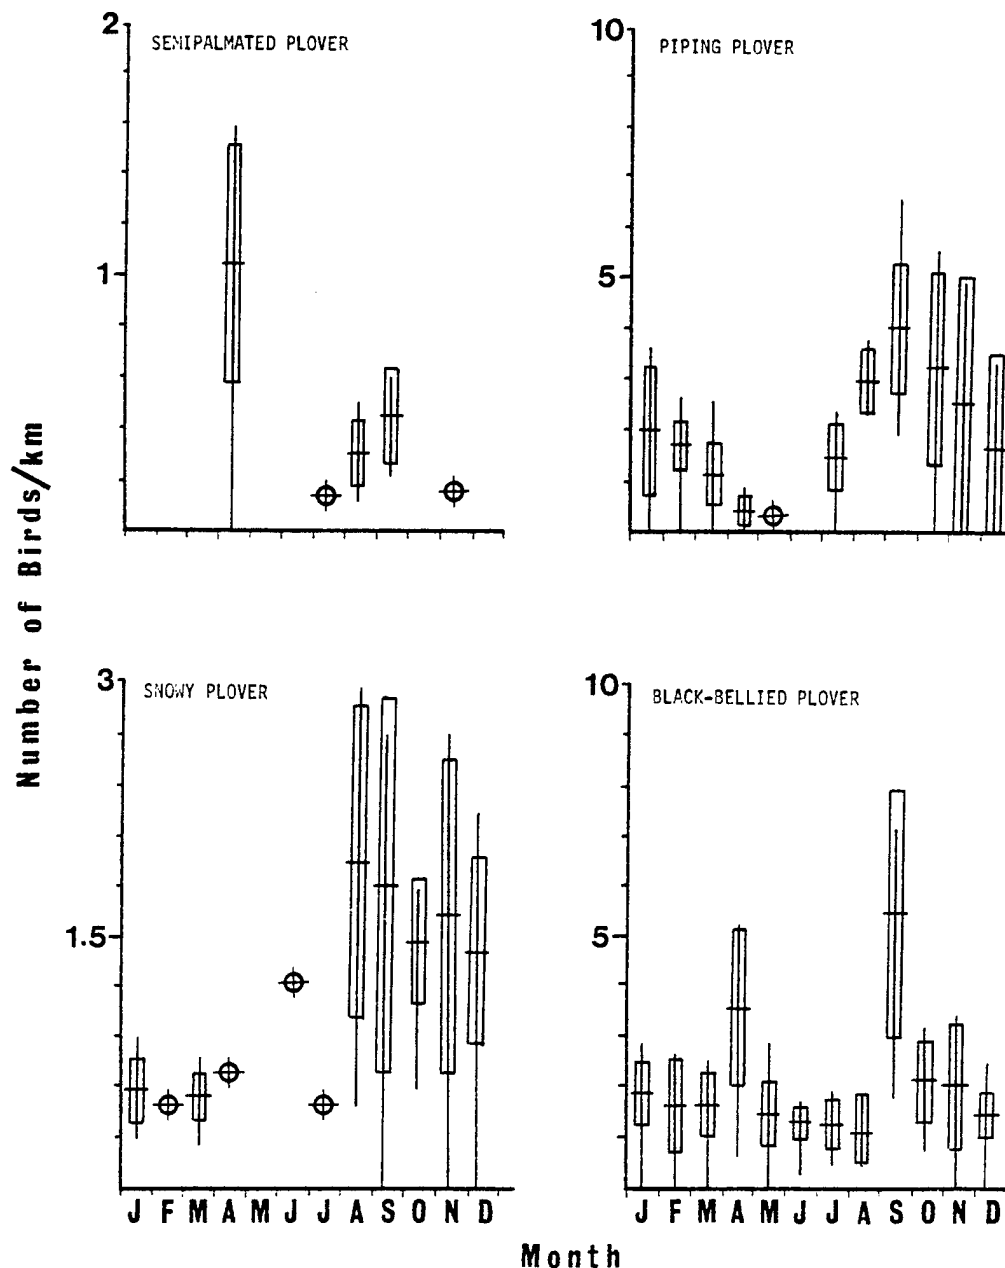 2
SEMIPALMATED PLOVER
1
10
PIPING PLOVER
5
Number of Birds/km
3
SNOWY PLOVER
1.5
J F M A M J J A S O N D
10
BLACK-BELLIED PLOVER
5
J F M A M J J A S O N D
Month